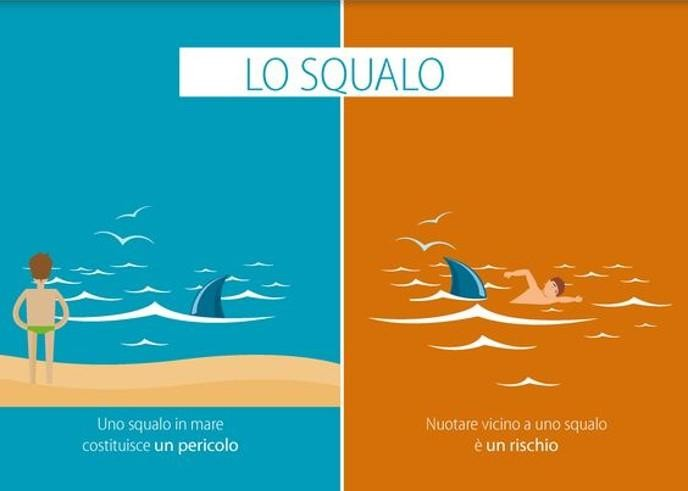 LO SQUALO
Uno squalo in mare
costituisce un pericolo
Nuotare vicino a uno squalo
è un rischio